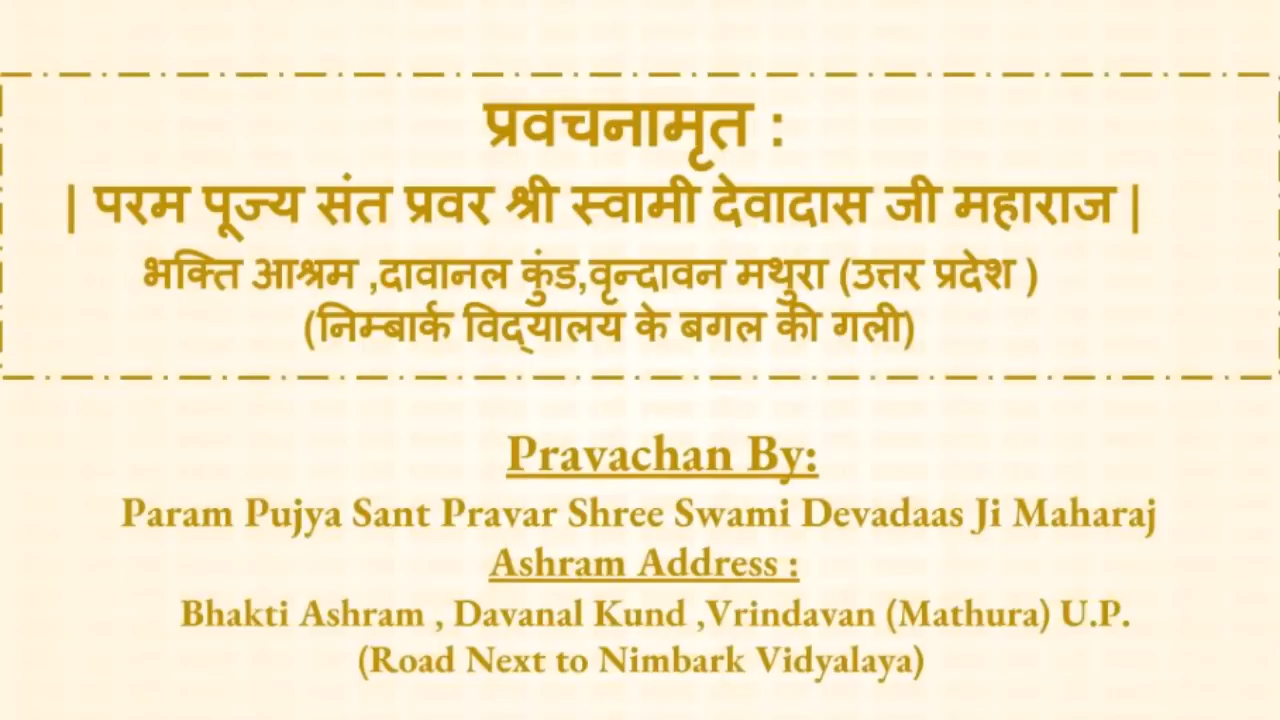 प्रवचनामृत :
| परम पूज्य संत प्रवर श्री स्वामी देवादास जी महाराज |
भक्ति आश्रम ,दावानल कुंड,वृन्दावन मथुरा (उत्तर प्रदेश )
(निम्बार्क विद्यालय के बगल की गली)
Pravachan By:
Param Pujya Sant Pravar Shree Swami Devadaas Ji Maharaj
Ashram Address :
Bhakti Ashram , Davanal Kund ,Vrindavan (Mathura) U.P.
(Road Next to Nimbark Vidyalaya)